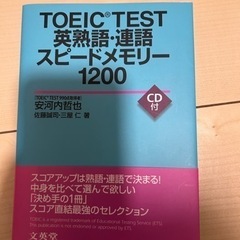 TOEIC® TEST
英熟語・連語
スピードメモリー
1200
CD
付
安河内哲也
佐藤誠司・三屋 仁 著
スコアアップは熟語・連語で決まる!
中身を比べて選んで欲しい
「決め手の1冊」
スコア直結最強のセレクション
文英堂